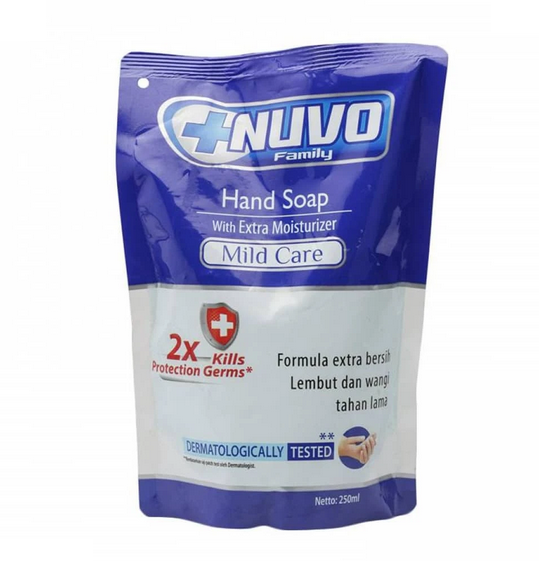 NUVO
Family
Hand Soap
With Extra Moisturizer
Mild Care
2x Kills
Protection Germs*
Formula extra bersih
Lembut dan wangi
tahan lama
**
DERMATOLOGICALLY TESTED
Netto: 250ml